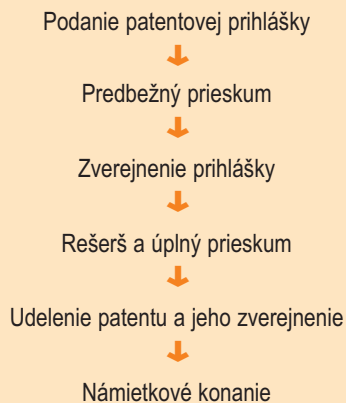 Podanie patentovej prihlášky
Predbežný prieskum
Zverejnenie prihlášky
Rešerš a úplný prieskum
Udelenie patentu a jeho zverejnenie
Námietkové konanie